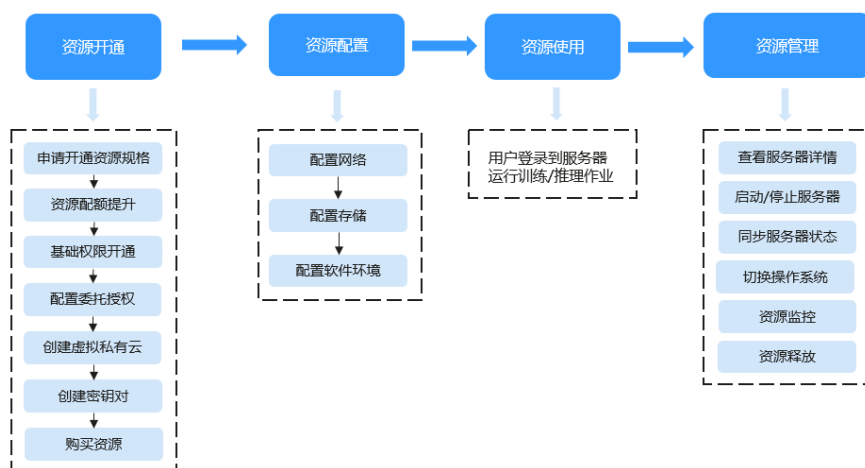 资源开通
资源配置
资源使用
资源管理
申请开通资源规格
资源配额提升
基础权限开通
配置委托授权
创建虚拟私有云
创建密钥对
购买资源
配置网络
配置存储
配置软件环境
用户登录到服务器
运行训练/推理作业
查看服务器详情
启动/停止服务器
同步服务器状态
切换操作系统
资源监控
资源释放